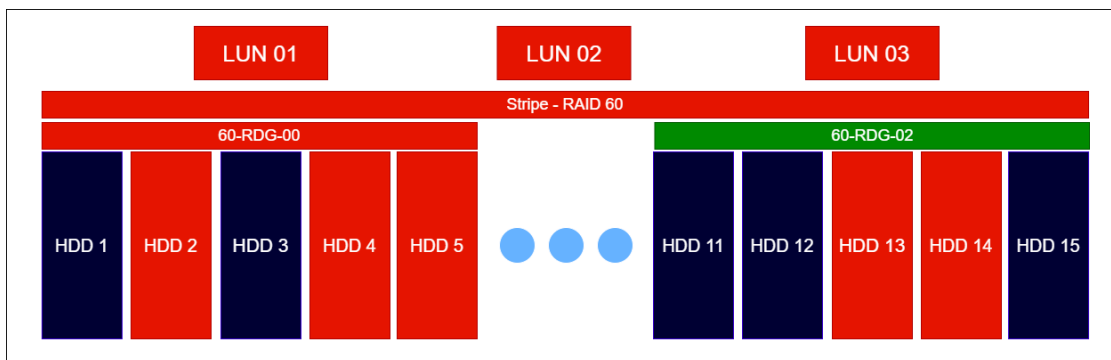 LUN 01
LUN 02
LUN 03
Stripe - RAID 60
60-RDG-00
60-RDG-02
HDD 1
HDD 2
HDD 3
HDD 4
HDD 5
HDD 11
HDD 12
HDD 13
HDD 14
HDD 15